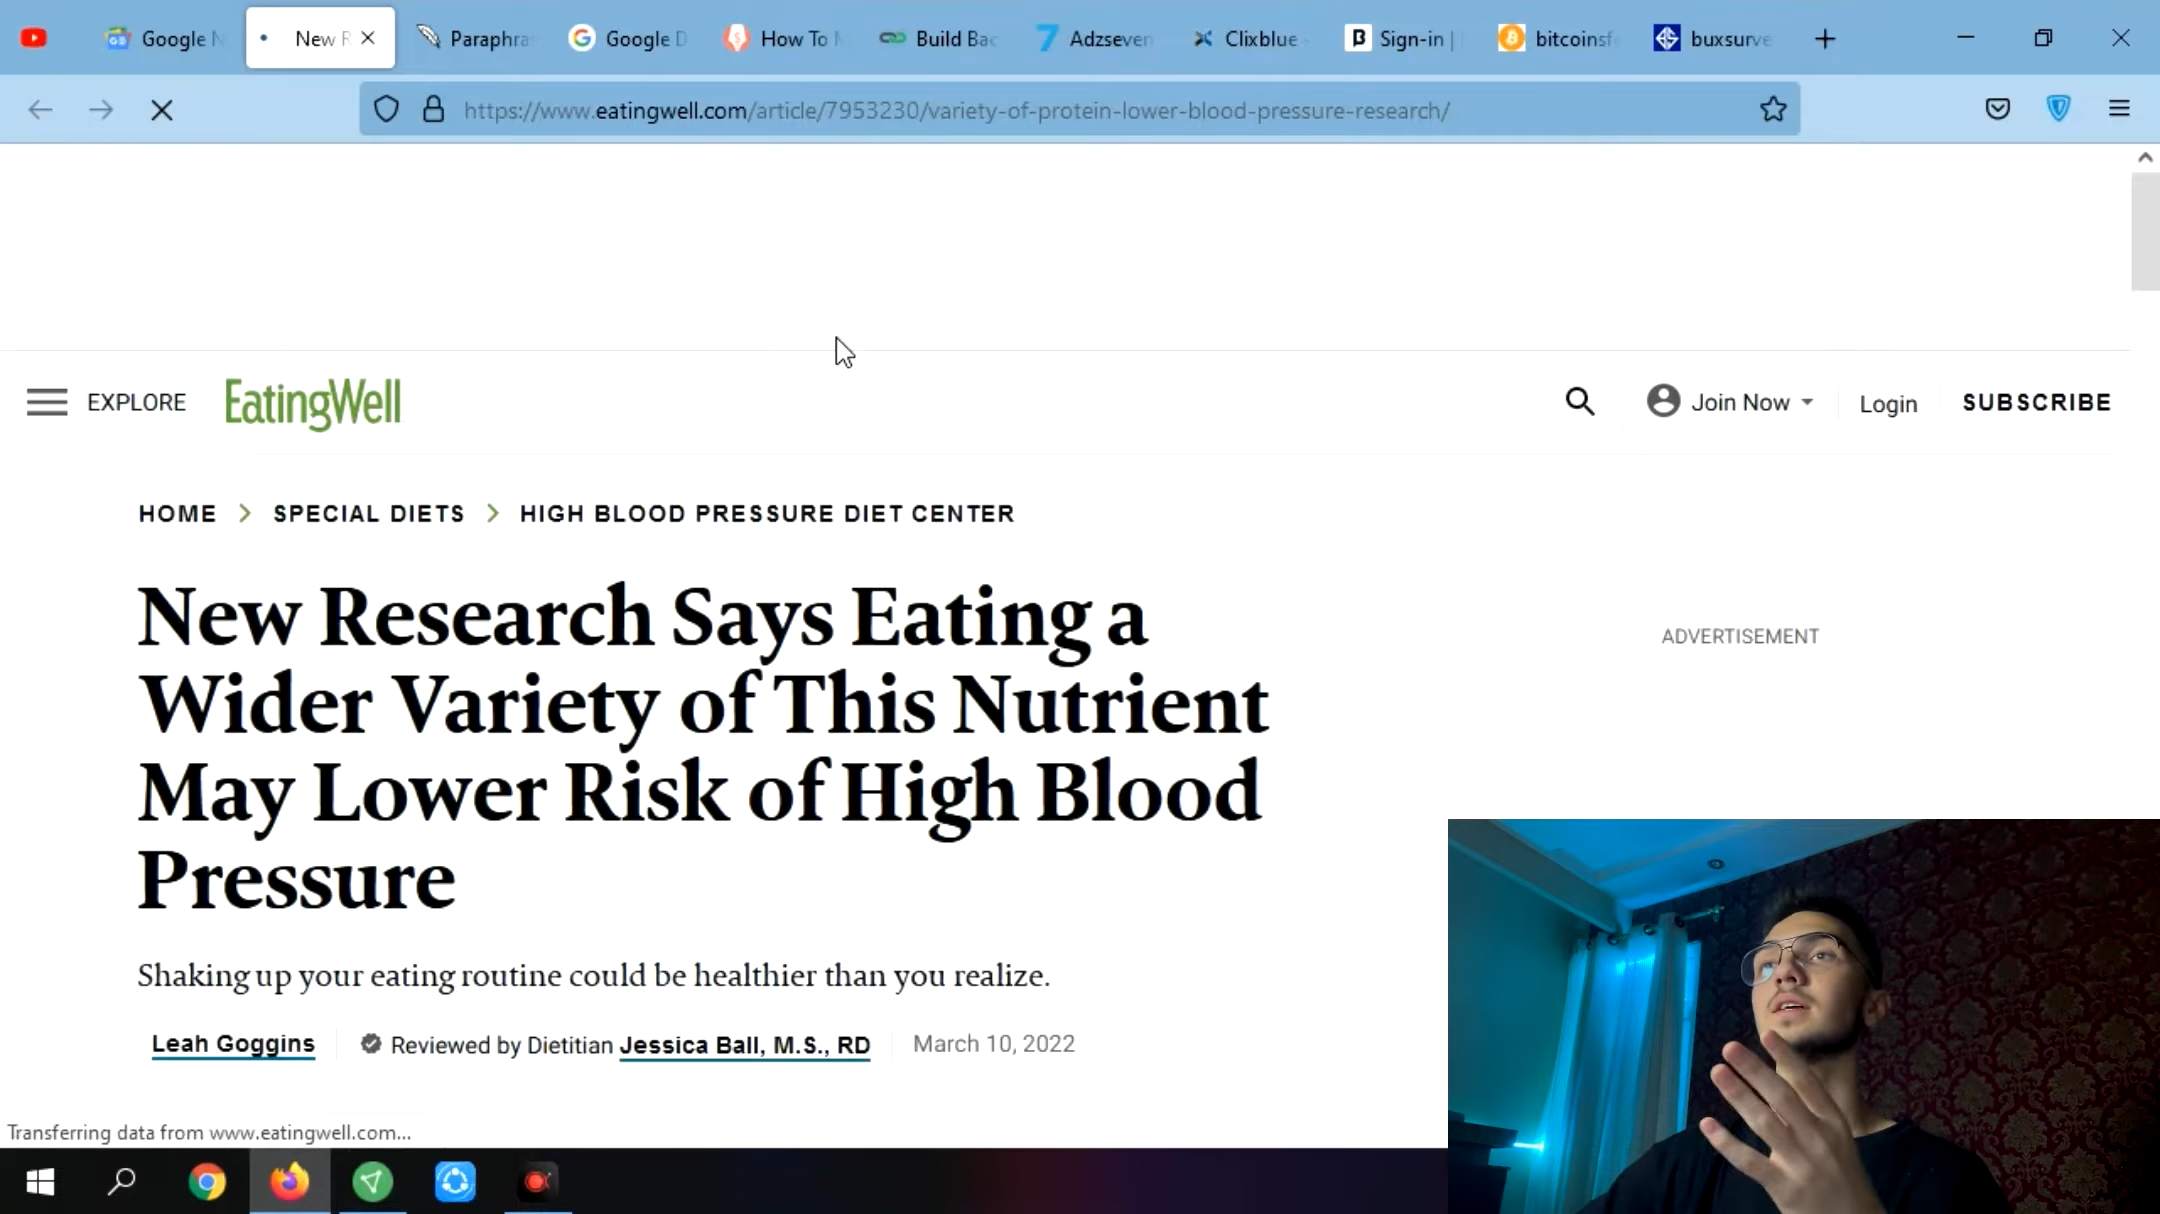 Google N
New R
Paraphra
Google D
How To M
Build Bac
Adzseven
Clixblue -
Sign-in |
bitcoinsf
buxsurve
https://www.eatingwell.com/article/7953230/variety-of-protein-lower-blood-pressure-research/
EXPLORE
EatingWell
Join Now
Login
SUBSCRIBE
HOME > SPECIAL DIETS > HIGH BLOOD PRESSURE DIET CENTER
New Research Says Eating a
Wider Variety of This Nutrient
May Lower Risk of High Blood
Pressure
ADVERTISEMENT
Shaking up your eating routine could be healthier than you realize.
Leah Goggins
Reviewed by Dietitian Jessica Ball, M.S., RD
March 10, 2022
Transferring data from www.eatingwell.com...